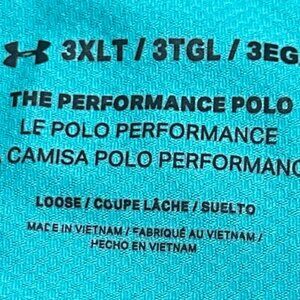 3XLT / 3TGL / 3EG
THE PERFORMANCE POLO
LE POLO PERFORMANCE
CAMISA POLO PERFORMANC
LOOSE / COUPE LÂCHE / SUELTO
MADE IN VIETNAM / FABRIQUÉ AU VIETNAM /
HECHO EN VIETNAM